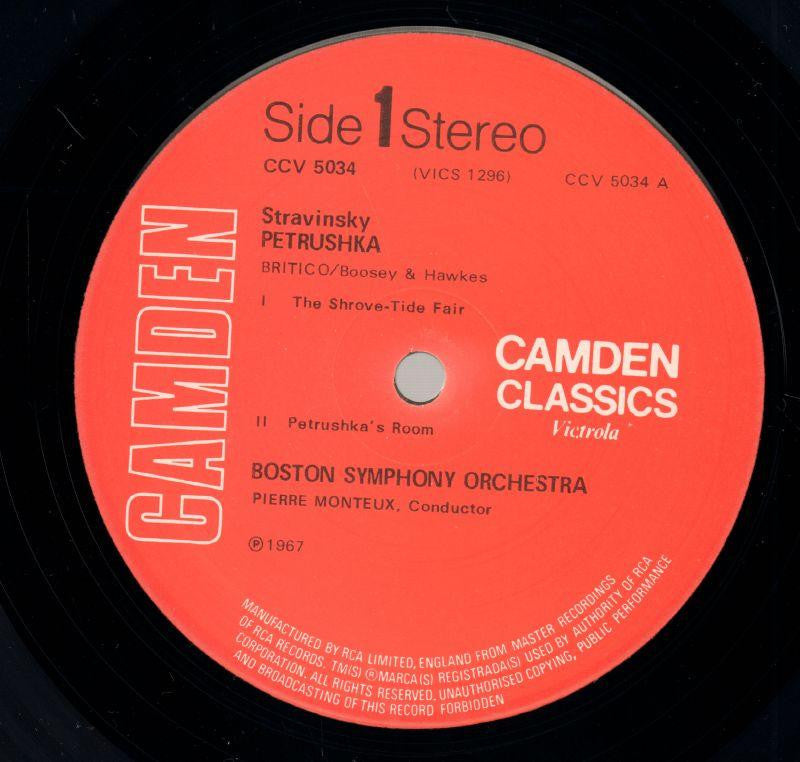 Side 1 Stereo
CCV 5034 (VICS 1296) CCV 5034 A
Stravinsky
PETRUSHKA
BRITICO/Boosey & Hawkes
I The Shrove-Tide Fair
CAMDEN
CAMDEN
CLASSICS
Victrola
II Petrushka's Room
BOSTON SYMPHONY ORCHESTRA
PIERRE MONTEUX, Conductor
℗1967
MANUFACTURED BY RCA LIMITED, ENGLAND FROM MASTER RECORDINGS
OF RCA RECORDS. TM(S) ® MARCA(S) REGISTRADA(S) USED BY AUTHORITY OF RCA
CORPORATION. ALL RIGHTS RESERVED. UNAUTHORISED COPYING, PUBLIC PERFORMANCE
AND BROADCASTING OF THIS RECORD FORBIDDEN